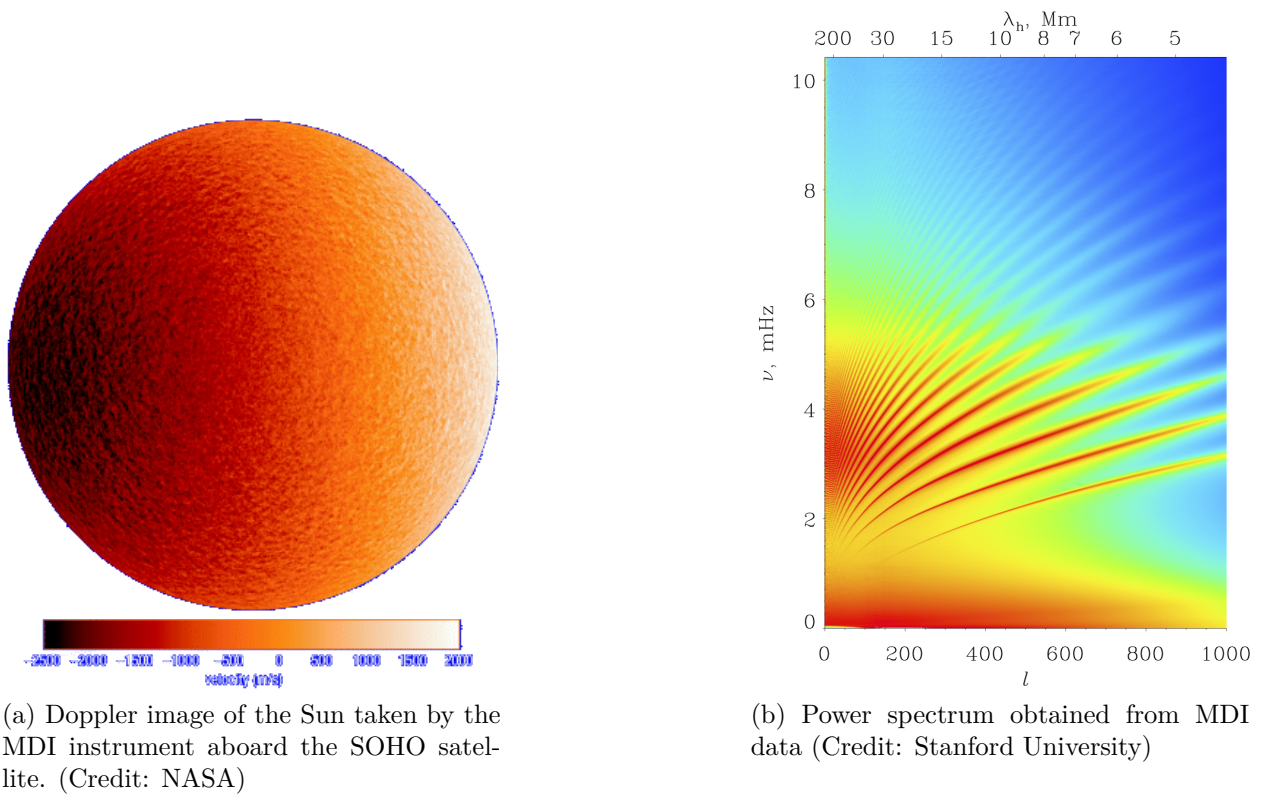 λh, Mm
200 30 15 10 8 7 6 5
10
8
6
4
2
0
ν, mHz
0 200 400 600 800 1000
l
-2500 -2000 -1500 -1000 -500 0 500 1000 1500 2000
velocity (m/s)
(a) Doppler image of the Sun taken by the
MDI instrument aboard the SOHO satel-
lite. (Credit: NASA)
(b) Power spectrum obtained from MDI
data (Credit: Stanford University)